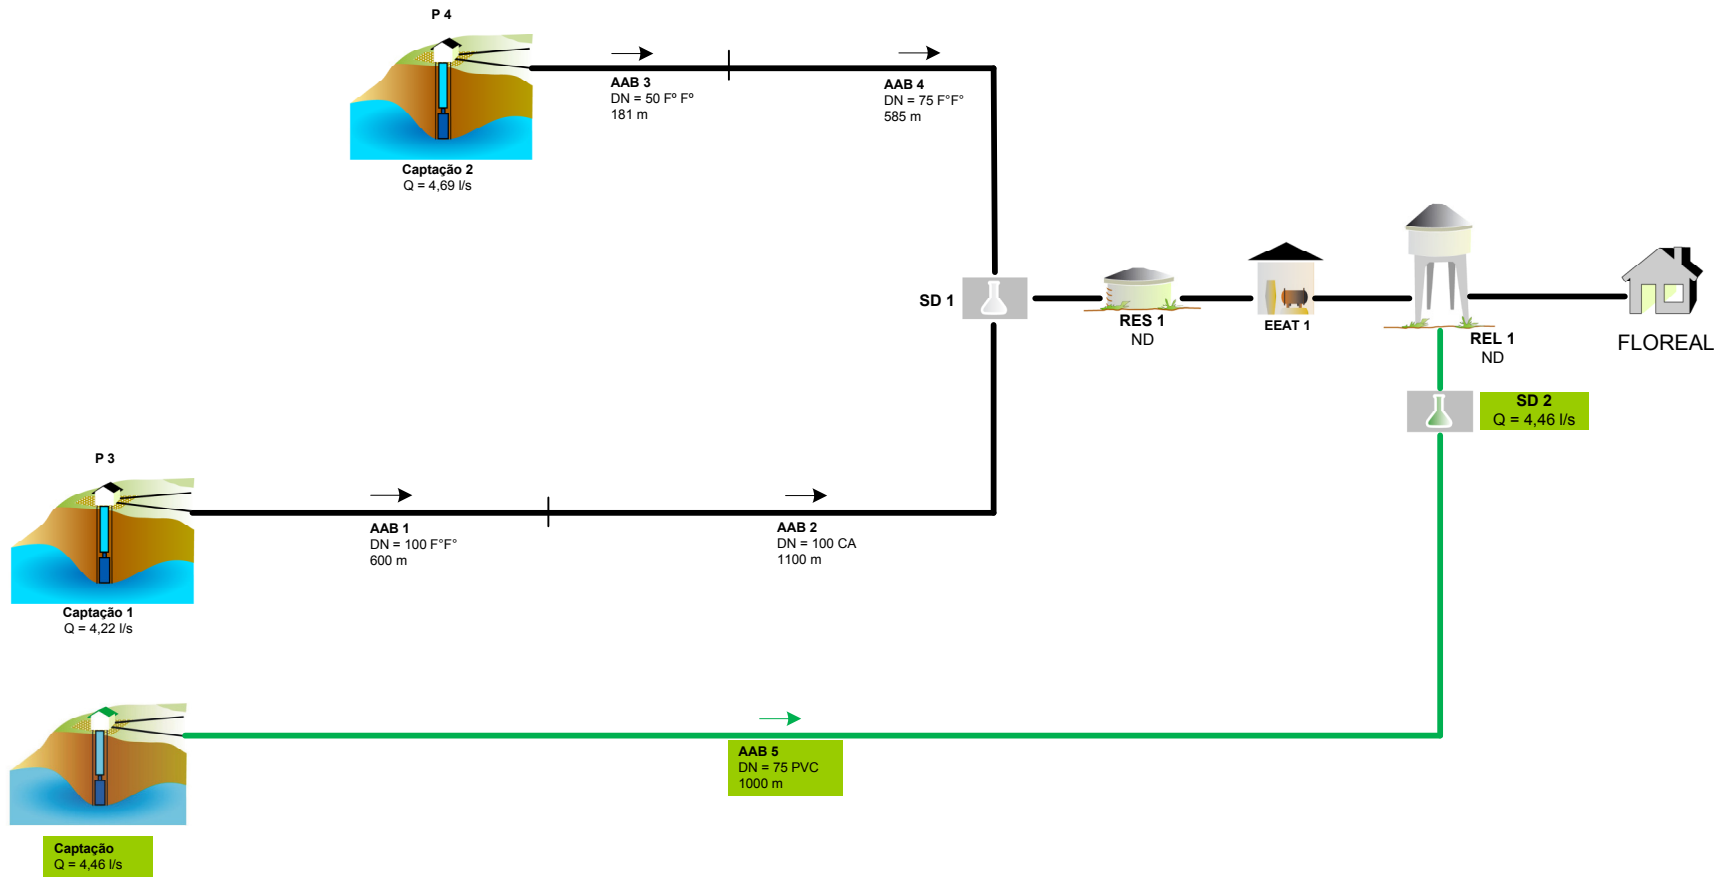 P 4
AAB 3
DN = 50 Fº Fº
181 m
AAB 4
DN = 75 F°F°
585 m
Captação 2
Q = 4,69 l/s
SD 1
RES 1
ND
EEAT 1
REL 1
ND
FLOREAL
SD 2
Q = 4,46 l/s
P 3
AAB 1
DN = 100 F°F°
600 m
AAB 2
DN = 100 CA
1100 m
Captação 1
Q = 4,22 l/s
AAB 5
DN = 75 PVC
1000 m
Captação
Q = 4,46 l/s